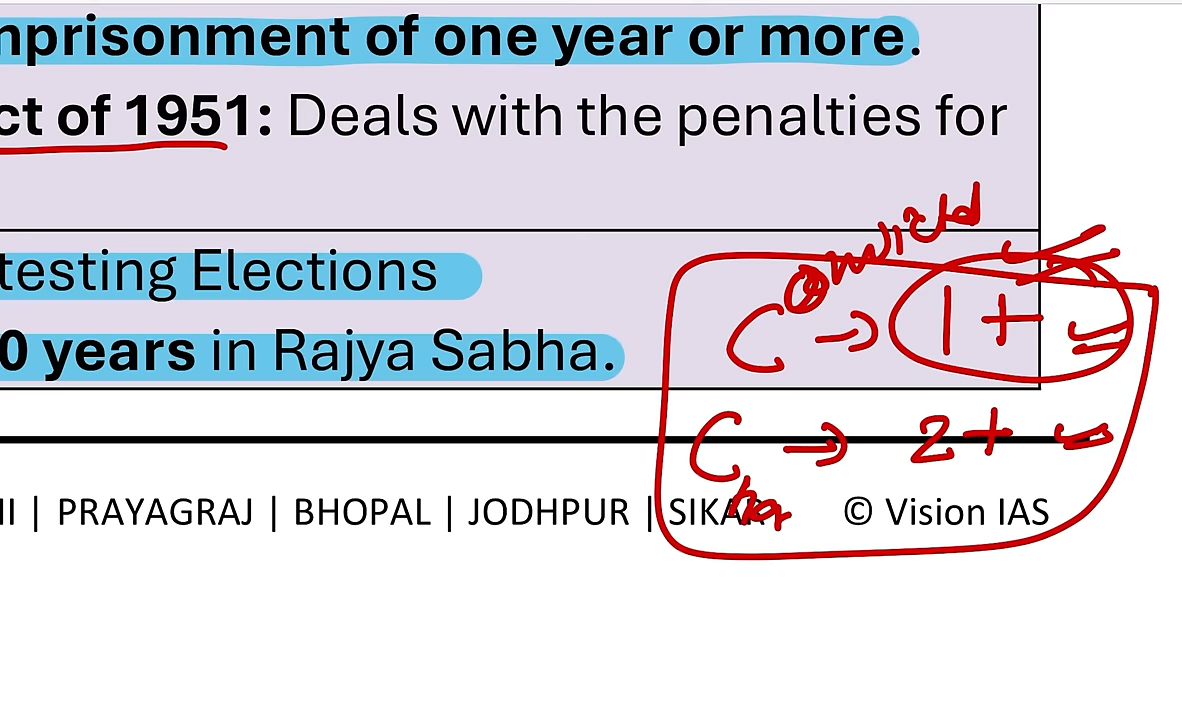 nprisonment of one year or more.
ct of 1951: Deals with the penalties for
convicted
testing Elections
C → 1 +
0 years in Rajya Sabha.
C → 2 +
II | PRAYAGRAJ | BHOPAL | JODHPUR | SIKAR © Vision IAS